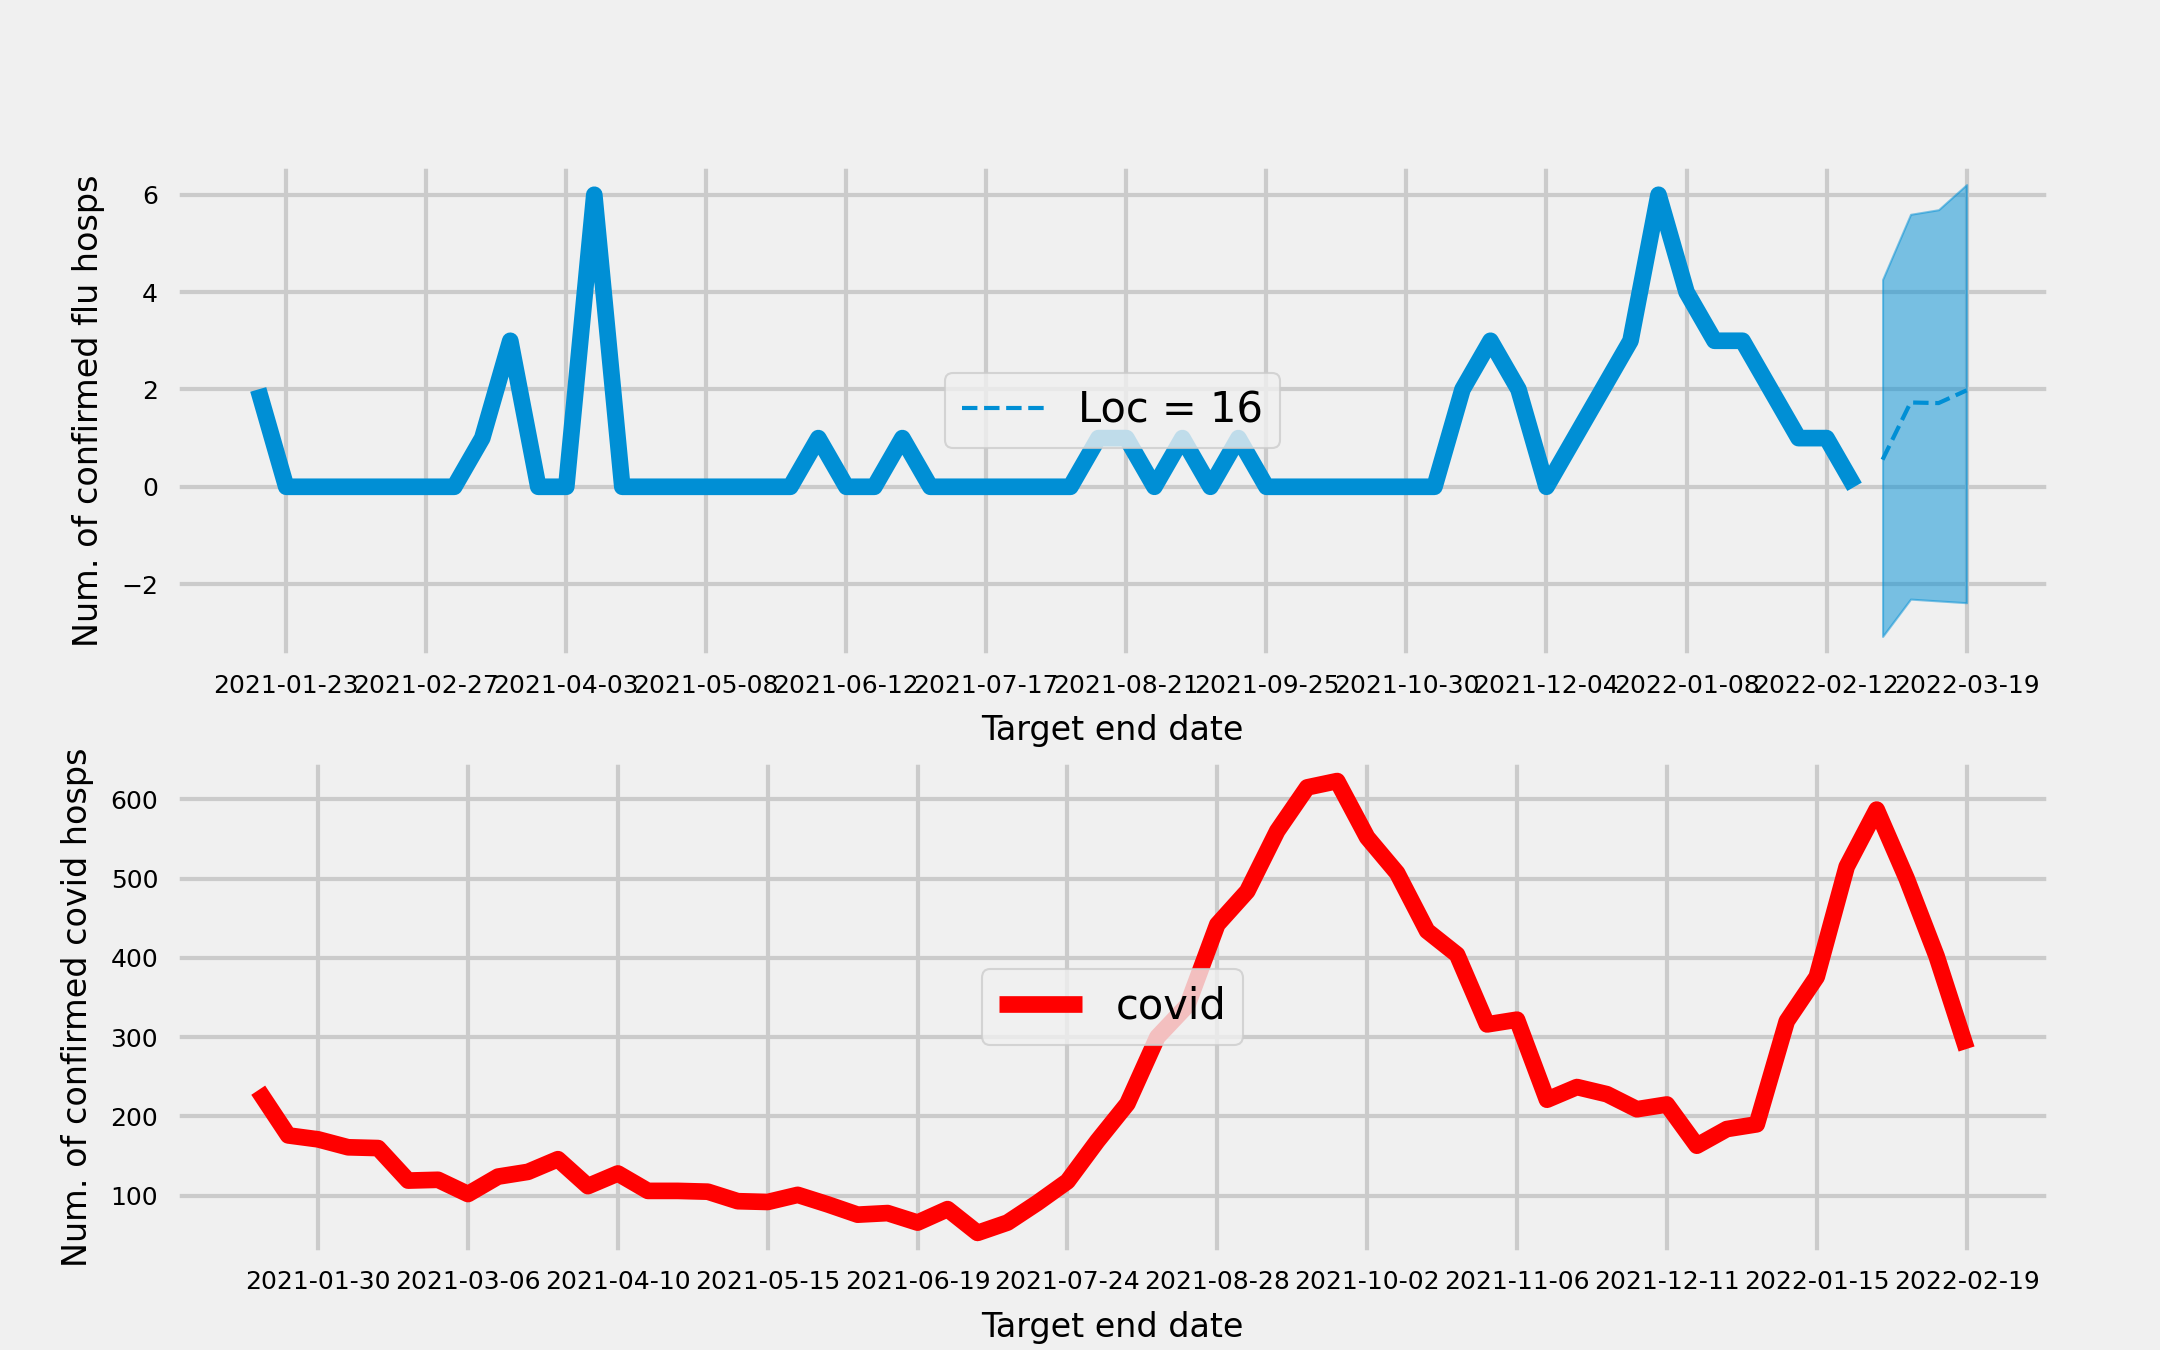 Num. of confirmed flu hosps
6
4
2
0
−2
Loc = 16
2021-01-23 2021-02-27 2021-04-03 2021-05-08 2021-06-12 2021-07-17 2021-08-21 2021-09-25 2021-10-30 2021-12-04 2022-01-08 2022-02-12 2022-03-19
Target end date
Num. of confirmed covid hosps
600
500
400
300
200
100
covid
2021-01-30 2021-03-06 2021-04-10 2021-05-15 2021-06-19 2021-07-24 2021-08-28 2021-10-02 2021-11-06 2021-12-11 2022-01-15 2022-02-19
Target end date